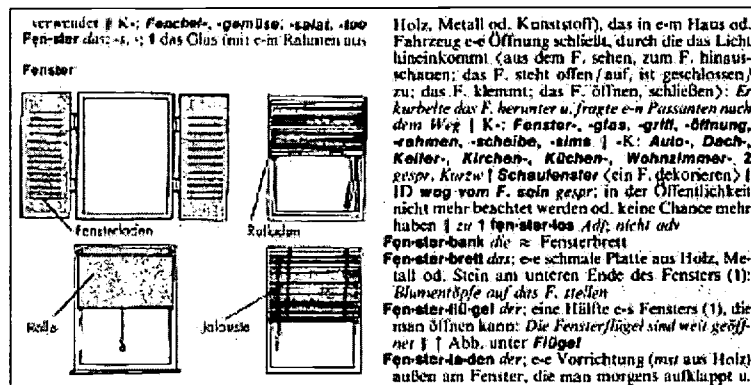 verwendet || K-: Fenchel-, -gemüse, -salat, -tee
Fen·ster das; -s, -; 1 das Glas (mit e-m Rahmen aus
Fenster
Fensterladen
Rolladen
Rollo
Jalousie
Holz, Metall od. Kunststoff), das in e-m Haus od.
Fahrzeug e-e Öffnung schließt, durch die das Licht
hineinkommt ⟨aus dem F. sehen, zum F. hinaus-
schauen; das F. steht offen / auf, ist geschlossen /
zu; das F. klemmt; das F. öffnen, schließen⟩: Er
kurbelte das F. herunter u. fragte e-n Passanten nach
dem Weg || K-: Fenster-, -glas, -griff, -öffnung,
-rahmen, -scheibe, -sims || -K: Auto-, Dach-,
Keller-, Kirchen-, Küchen-, Wohnzimmer- 2
gespr, Kurzw ↑ Schaufenster ⟨ein F. dekorieren⟩ ||
ID weg vom F. sein gespr; in der Öffentlichkeit
nicht mehr beachtet werden od. keine Chance mehr
haben || zu 1 fen·ster·los Adj; nicht adv
Fen·ster·bank die ≈ Fensterbrett
Fen·ster·brett das; e-e schmale Platte aus Holz, Me-
tall od. Stein am unteren Ende des Fensters (1):
Blumentöpfe auf das F. stellen
Fen·ster·flü·gel der; eine Hälfte e-s Fensters (1), die
man öffnen kann: Die Fensterflügel sind weit geöff-
net || ↑ Abb. unter Flügel
Fen·ster·la·den der; e-e Vorrichtung (mst aus Holz)
außen am Fenster, die man morgens aufklappt u.